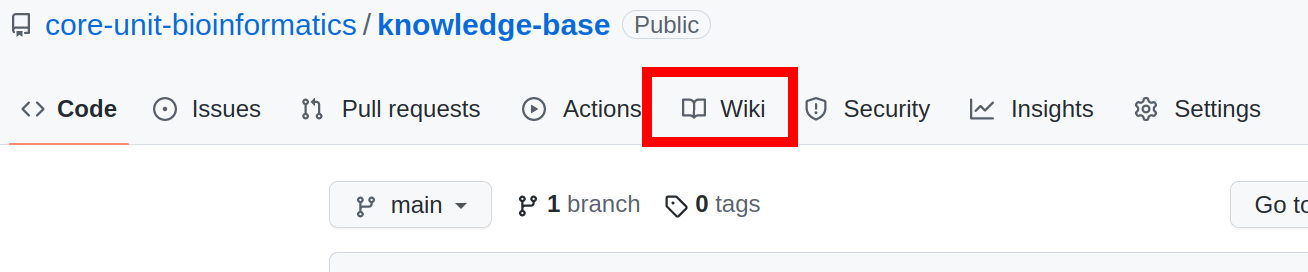 core-unit-bioinformatics / knowledge-base Public
Code Issues Pull requests Actions Wiki Security Insights Settings
main 1 branch 0 tags Go to